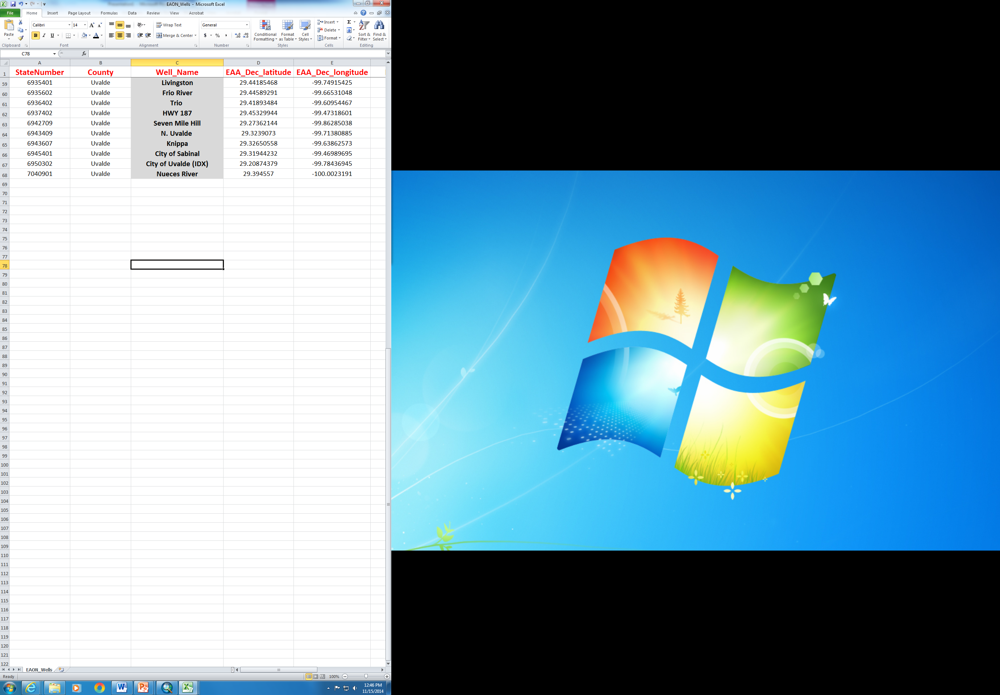 EAON_Wells - Microsoft Excel
File Home Insert Page Layout Formulas Data Review View Acrobat
Calibri 14 Wrap Text General Insert
Paste B I U Merge & Center $ % , Conditional Formatting Format as Table Cell Styles Delete Sort & Filter Find & Select
Format
Clipboard Font Alignment Number Styles Cells Editing
C78 fx
A B C D E
1 StateNumber County Well_Name EAA_Dec_latitude EAA_Dec_longitude
59 6935401 Uvalde Livingston 29.44185468 -99.74915425
60 6935602 Uvalde Frio River 29.44589291 -99.66531048
61 6936402 Uvalde Trio 29.41893484 -99.60954467
62 6937402 Uvalde HWY 187 29.45329944 -99.47318601
63 6942709 Uvalde Seven Mile Hill 29.27362144 -99.86285038
64 6943409 Uvalde N. Uvalde 29.3239073 -99.71380885
65 6943607 Uvalde Knippa 29.32650558 -99.63862573
66 6945401 Uvalde City of Sabinal 29.31944232 -99.46989695
67 6950302 Uvalde City of Uvalde (IDX) 29.20874379 -99.78436945
68 7040901 Uvalde Nueces River 29.394557 -100.0023191
69
70
71
72
73
74
75
76
77
78
79
80
81
82
83
84
85
86
87
88
89
90
91
92
93
94
95
96
97
98
99
100
101
102
103
104
105
106
107
108
109
110
111
112
113
114
115
116
117
118
119
120
121
122
EAON_Wells
Ready 100%
12:46 PM
11/15/2014